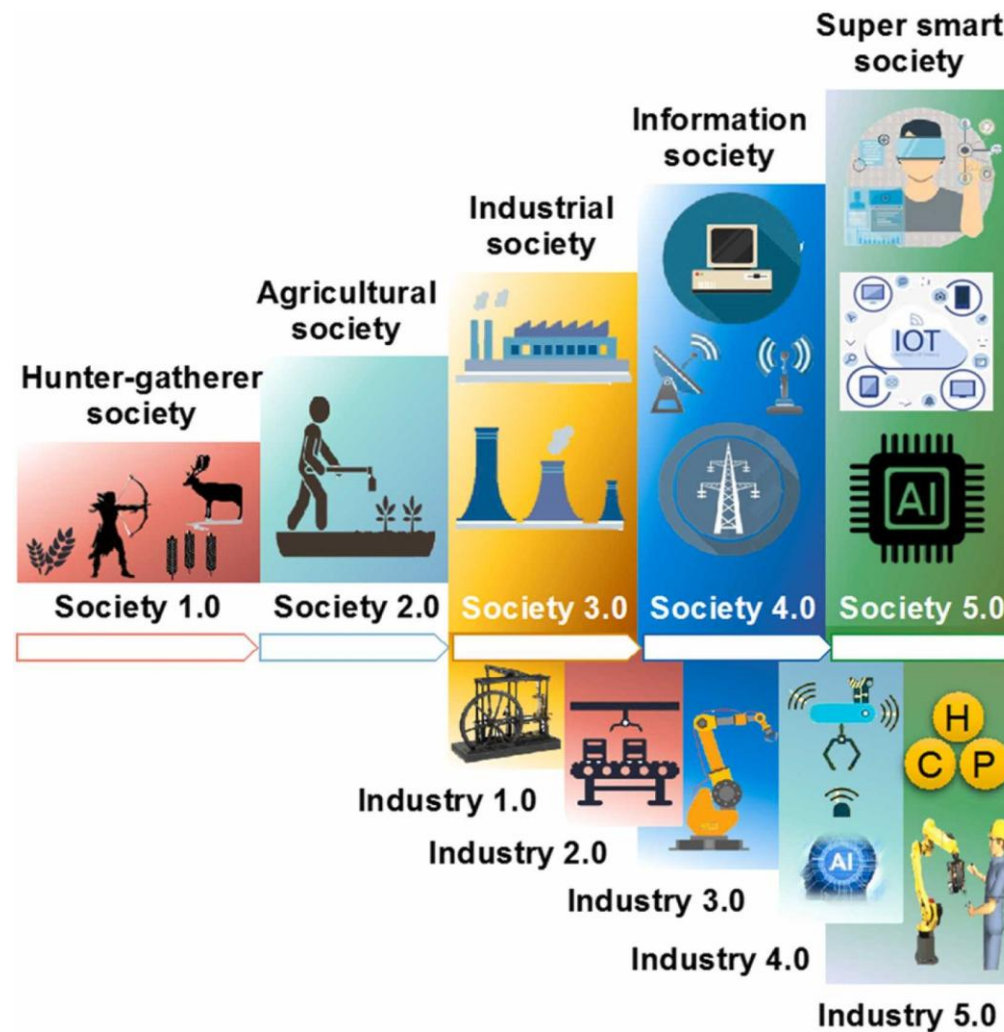 Super smart
society
Information
society
Industrial
society
Agricultural
society
Hunter-gatherer
society
IOT
AI
Society 1.0
Society 2.0
Society 3.0
Society 4.0
Society 5.0
H
C
P
AI
Industry 1.0
Industry 2.0
Industry 3.0
Industry 4.0
Industry 5.0